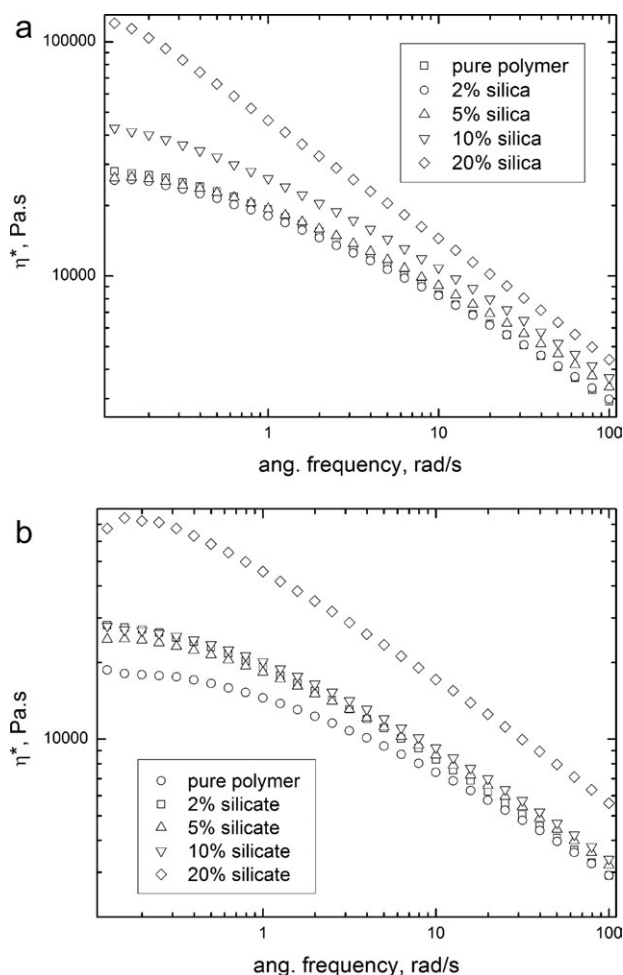 a
100000
10000
η*, Pa.s
pure polymer
2% silica
5% silica
10% silica
20% silica
1
10
100
ang. frequency, rad/s
b
10000
η*, Pa.s
pure polymer
2% silicate
5% silicate
10% silicate
20% silicate
1
10
100
ang. frequency, rad/s